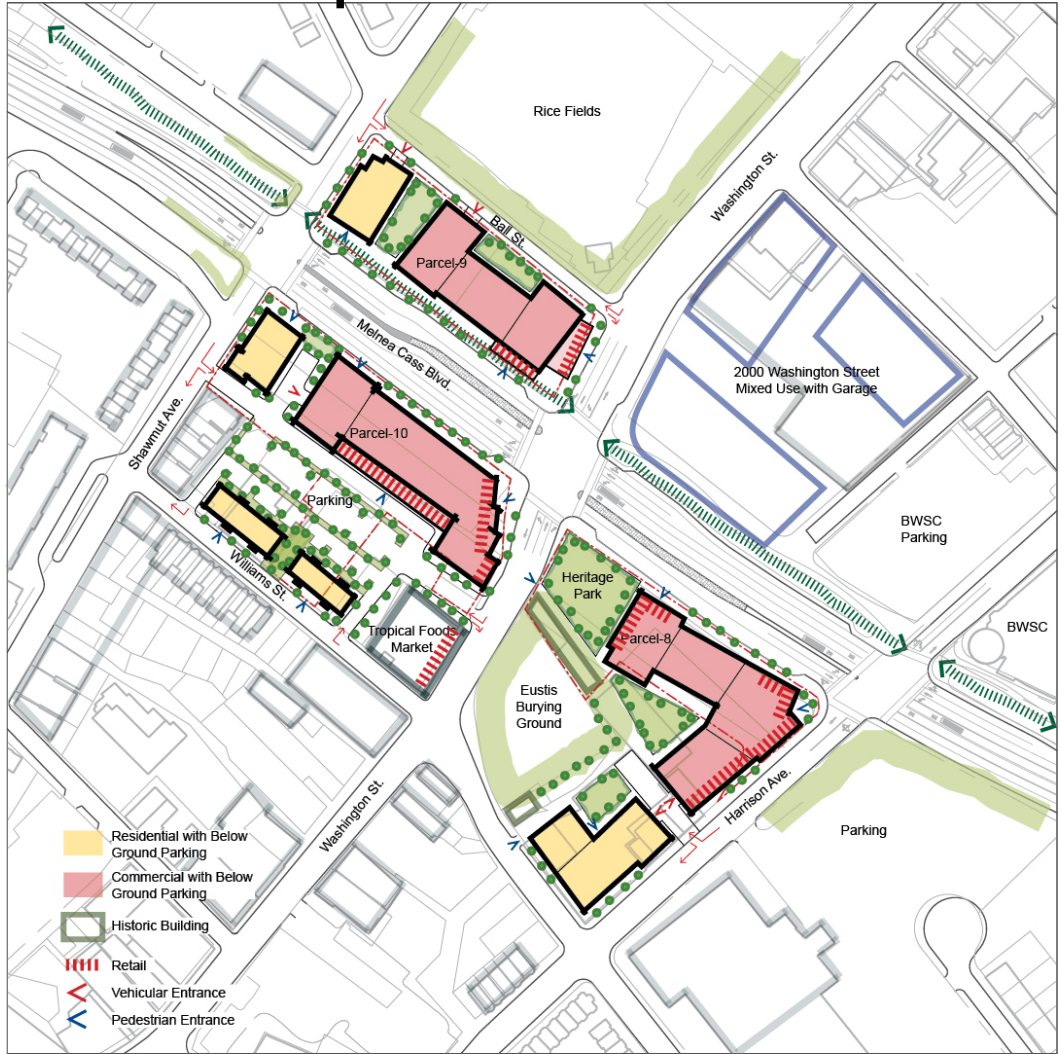 Rice Fields
Washington St.
Ball St.
Parcel-9
Melnea Cass Blvd.
2000 Washington Street
Mixed Use with Garage
Shawmut Ave.
Parcel-10
Parking
BWSC
Parking
Williams St.
Heritage
Park
BWSC
Tropical Foods
Market
Parcel-8
Eustis
Burying
Ground
Harrison Ave.
Washington St.
Parking
Residential with Below
Ground Parking
Commercial with Below
Ground Parking
Historic Building
Retail
Vehicular Entrance
Pedestrian Entrance